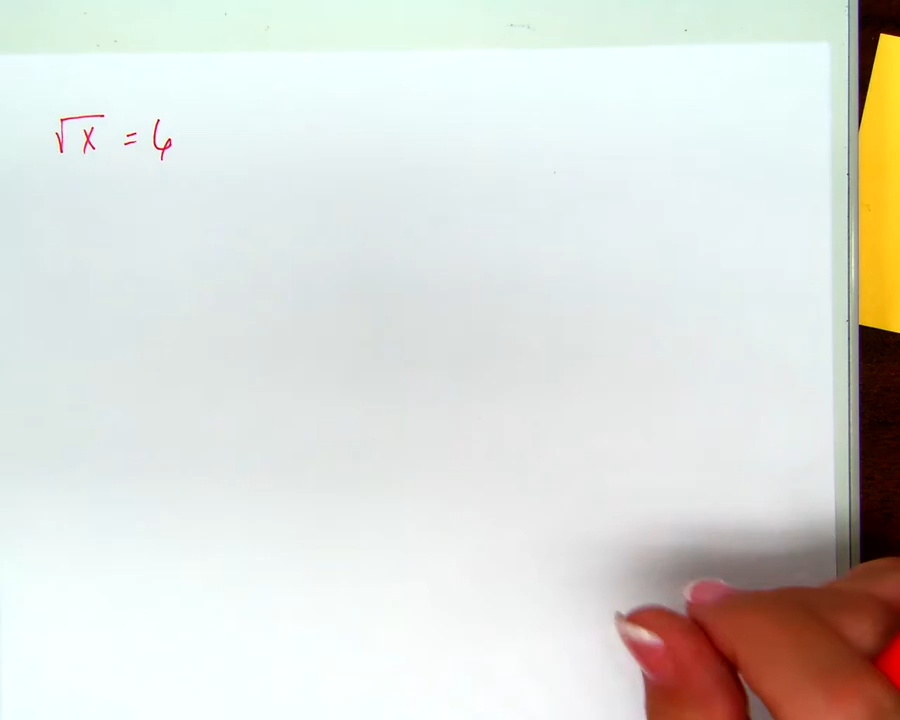 √x = 6